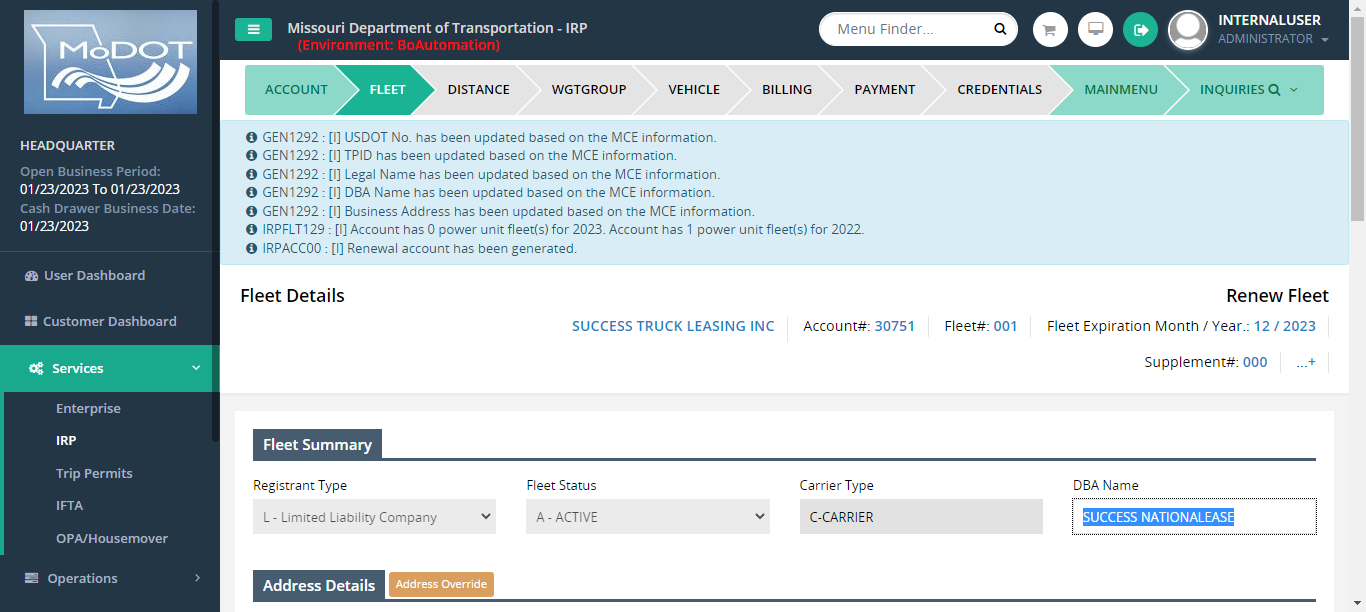 MoDOT
HEADQUARTER
Open Business Period:
01/23/2023 To 01/23/2023
Cash Drawer Business Date:
01/23/2023
User Dashboard
Customer Dashboard
Services
Enterprise
IRP
Trip Permits
IFTA
OPA/Housemover
Operations
Missouri Department of Transportation - IRP
(Environment: BoAutomation)
Menu Finder...
INTERNALUSER
ADMINISTRATOR
ACCOUNT FLEET DISTANCE WGTGROUP VEHICLE BILLING PAYMENT CREDENTIALS MAINMENU INQUIRIES
GEN1292 : [I] USDOT No. has been updated based on the MCE information.
GEN1292 : [I] TPID has been updated based on the MCE information.
GEN1292 : [I] Legal Name has been updated based on the MCE information.
GEN1292 : [I] DBA Name has been updated based on the MCE information.
GEN1292 : [I] Business Address has been updated based on the MCE information.
IRPFLT129 : [I] Account has 0 power unit fleet(s) for 2023. Account has 1 power unit fleet(s) for 2022.
IRPACC00 : [I] Renewal account has been generated.
Fleet Details Renew Fleet
SUCCESS TRUCK LEASING INC Account#: 30751 Fleet#: 001 Fleet Expiration Month / Year.: 12 / 2023
Supplement#: 000 ...+
Fleet Summary
Registrant Type Fleet Status Carrier Type DBA Name
L - Limited Liability Company A - ACTIVE C-CARRIER SUCCESS NATIONALEASE
Address Details Address Override